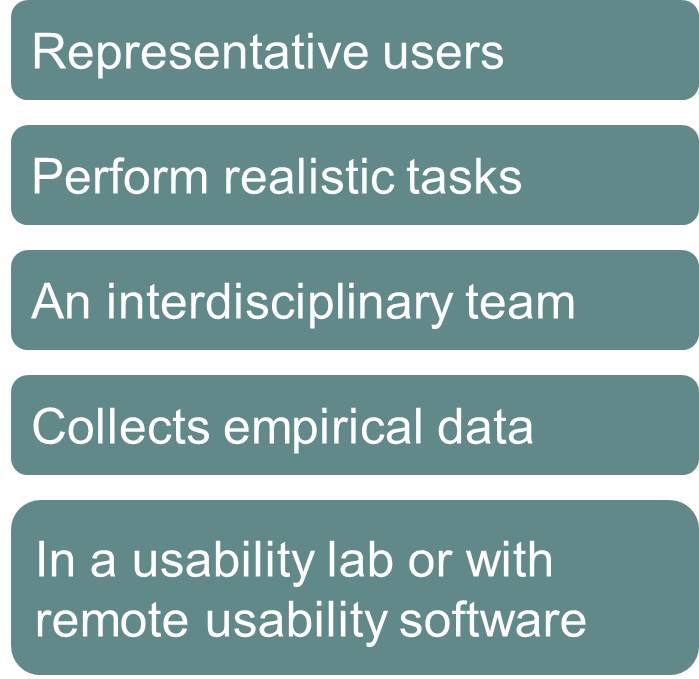 Representative users
Perform realistic tasks
An interdisciplinary team
Collects empirical data
In a usability lab or with
remote usability software